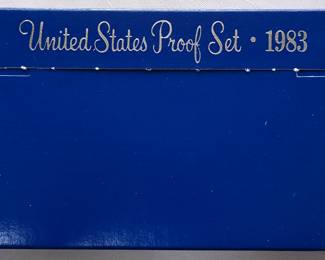 United States Proof Set • 1983